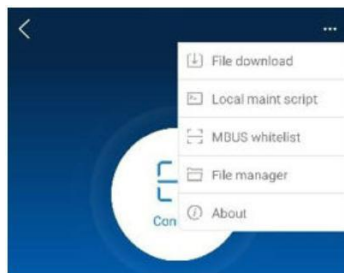 File download
Local maint script
MBUS whitelist
File manager
Con
About